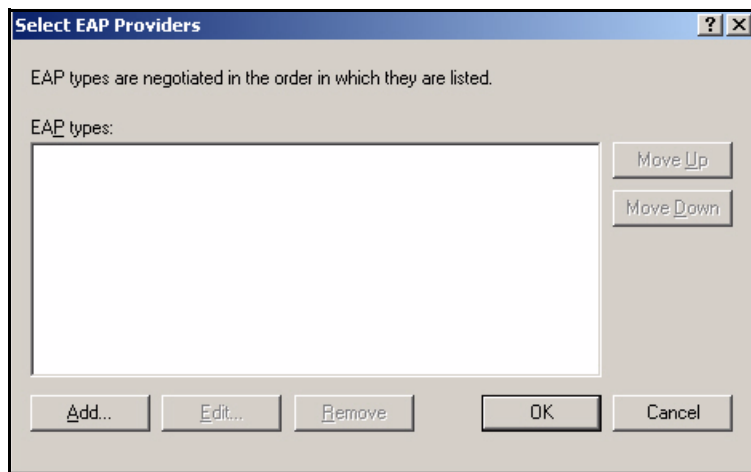 Select EAP Providers
EAP types are negotiated in the order in which they are listed.
EAP types:
Move Up
Move Down
Add...
Edit...
Remove
OK
Cancel